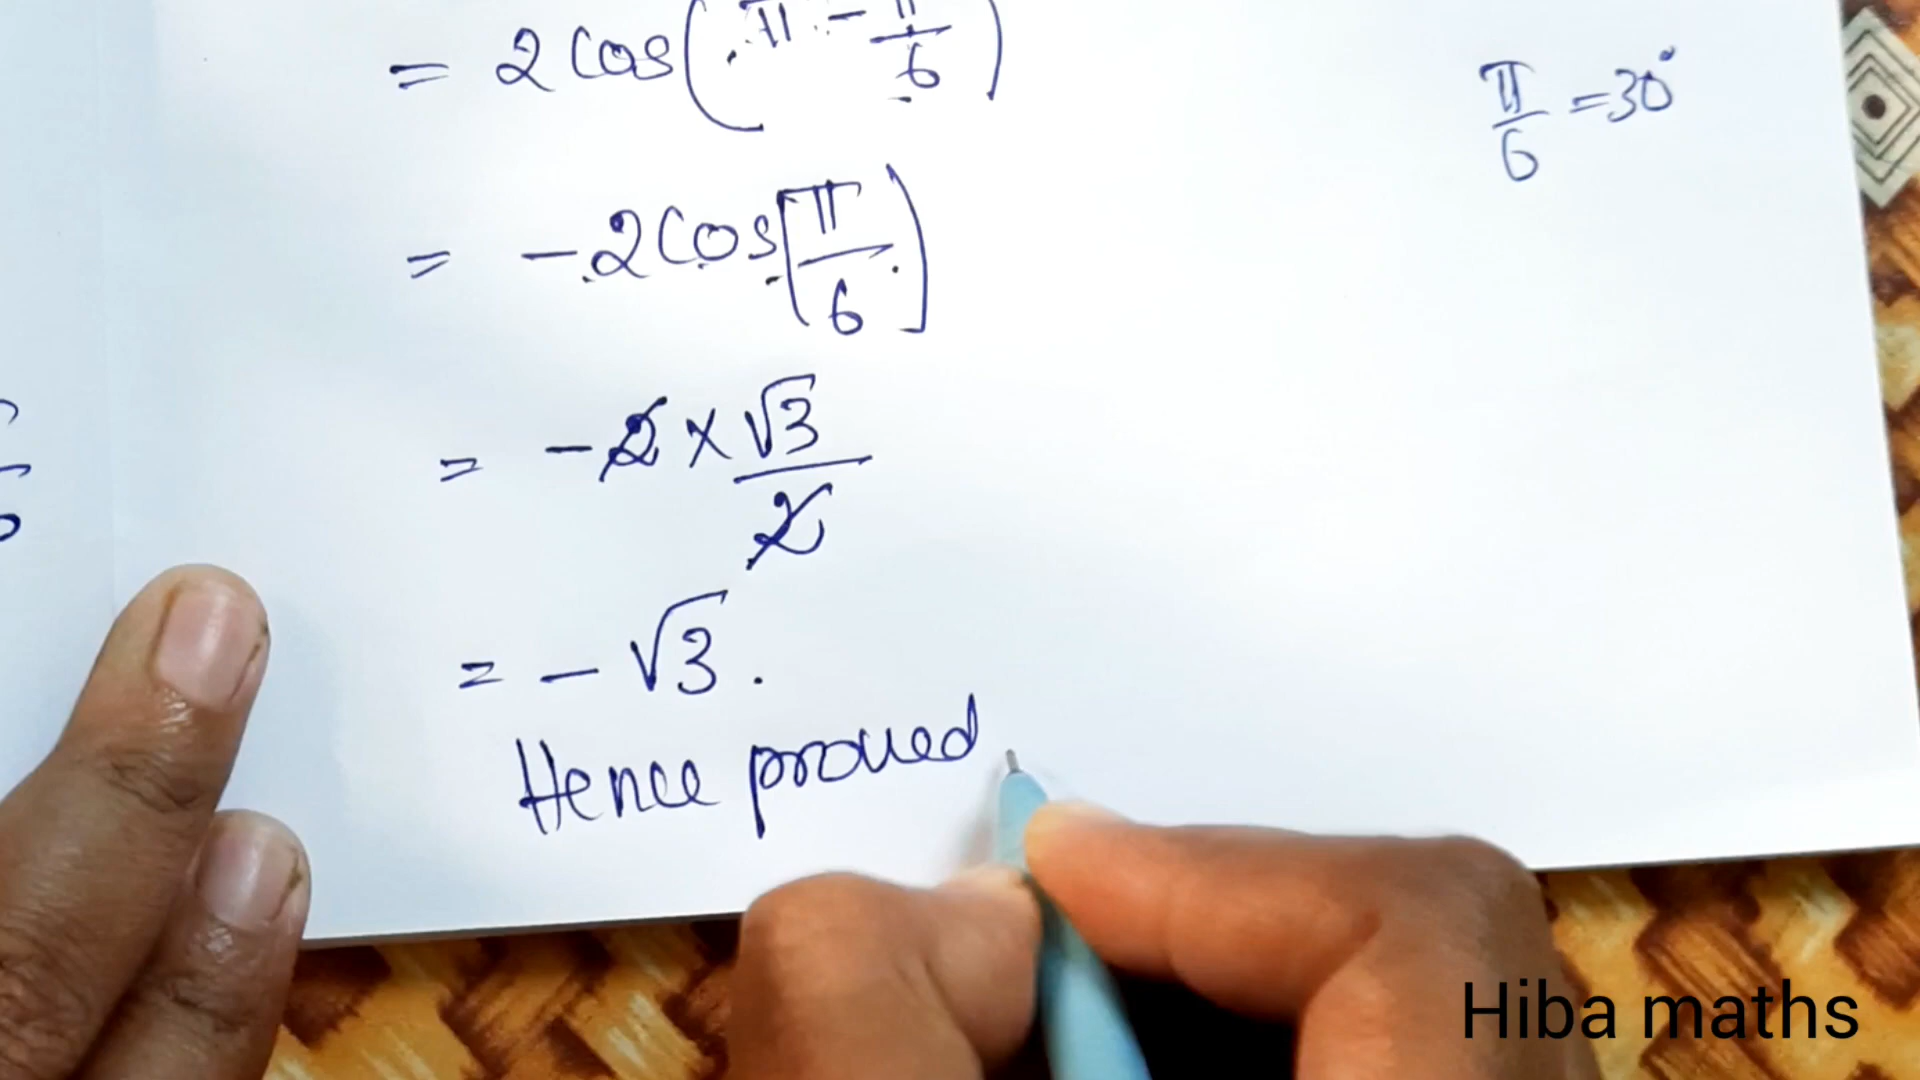 = 2 cos(π - π/6)
π/6 = 30°
= - 2 cos(π/6)
= - 2 × √3/2
= - √3.
Hence proved
Hiba maths